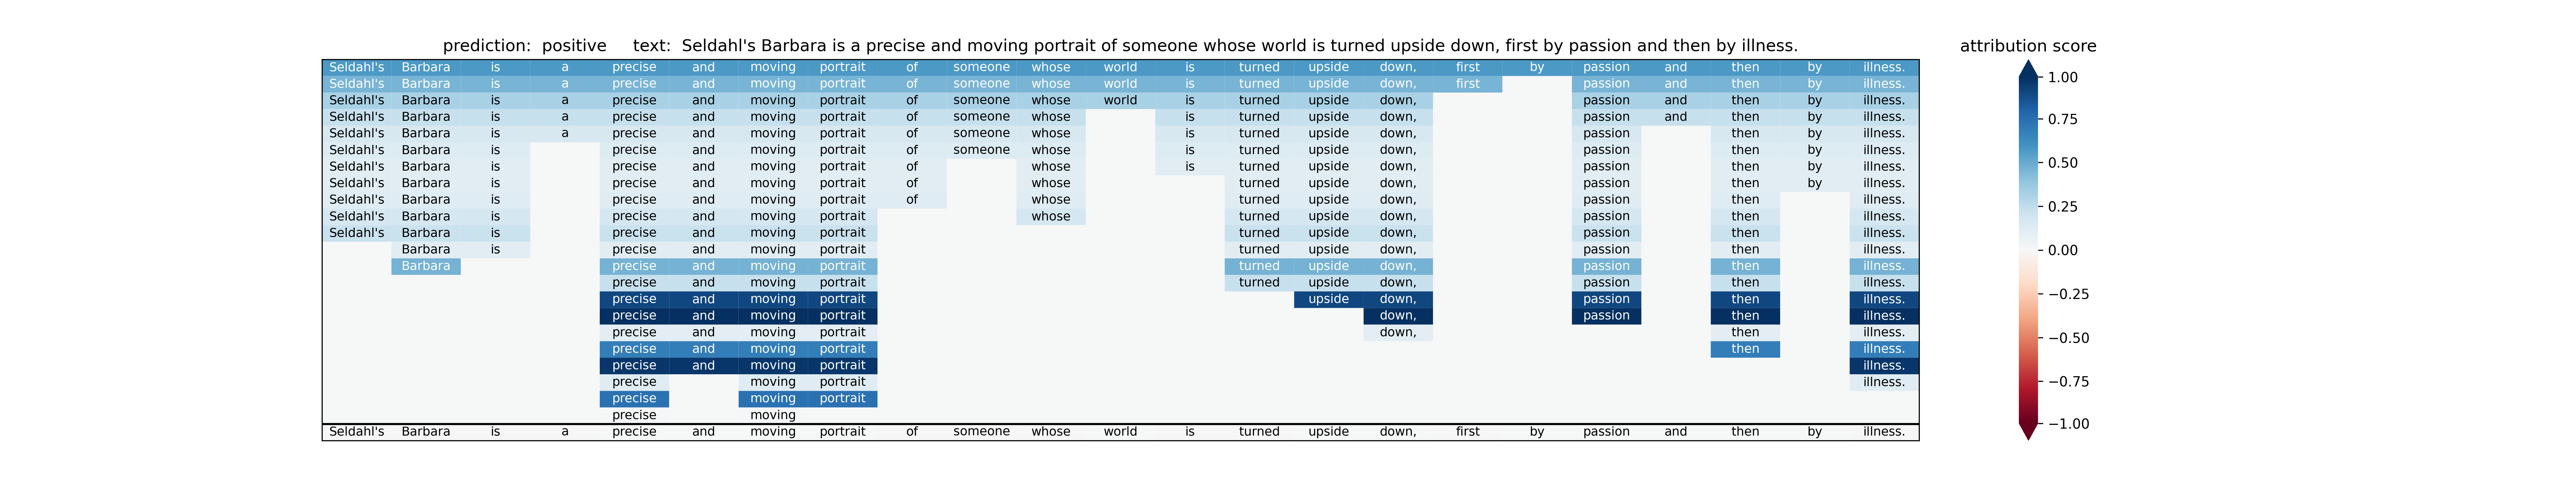 prediction:  positive     text:  Seldahl's Barbara is a precise and moving portrait of someone whose world is turned upside down, first by passion and then by illness.
attribution score
Seldahl's Barbara is a precise and moving portrait of someone whose world is turned upside down, first by passion and then by illness.
Seldahl's Barbara is a precise and moving portrait of someone whose world is turned upside down, first passion and then by illness.
Seldahl's Barbara is a precise and moving portrait of someone whose world is turned upside down, passion and then by illness.
Seldahl's Barbara is a precise and moving portrait of someone whose is turned upside down, passion and then by illness.
Seldahl's Barbara is a precise and moving portrait of someone whose is turned upside down, passion then by illness.
Seldahl's Barbara is precise and moving portrait of someone whose is turned upside down, passion then by illness.
Seldahl's Barbara is precise and moving portrait of whose is turned upside down, passion then by illness.
Seldahl's Barbara is precise and moving portrait of whose turned upside down, passion then by illness.
Seldahl's Barbara is precise and moving portrait of whose turned upside down, passion then illness.
Seldahl's Barbara is precise and moving portrait whose turned upside down, passion then illness.
Seldahl's Barbara is precise and moving portrait turned upside down, passion then illness.
Barbara is precise and moving portrait turned upside down, passion then illness.
Barbara precise and moving portrait turned upside down, passion then illness.
precise and moving portrait turned upside down, passion then illness.
precise and moving portrait upside down, passion then illness.
precise and moving portrait down, passion then illness.
precise and moving portrait down, then illness.
precise and moving portrait then illness.
precise and moving portrait illness.
precise moving portrait illness.
precise moving portrait
precise moving
Seldahl's Barbara is a precise and moving portrait of someone whose world is turned upside down, first by passion and then by illness.
1.00
0.75
0.50
0.25
0.00
−0.25
−0.50
−0.75
−1.00